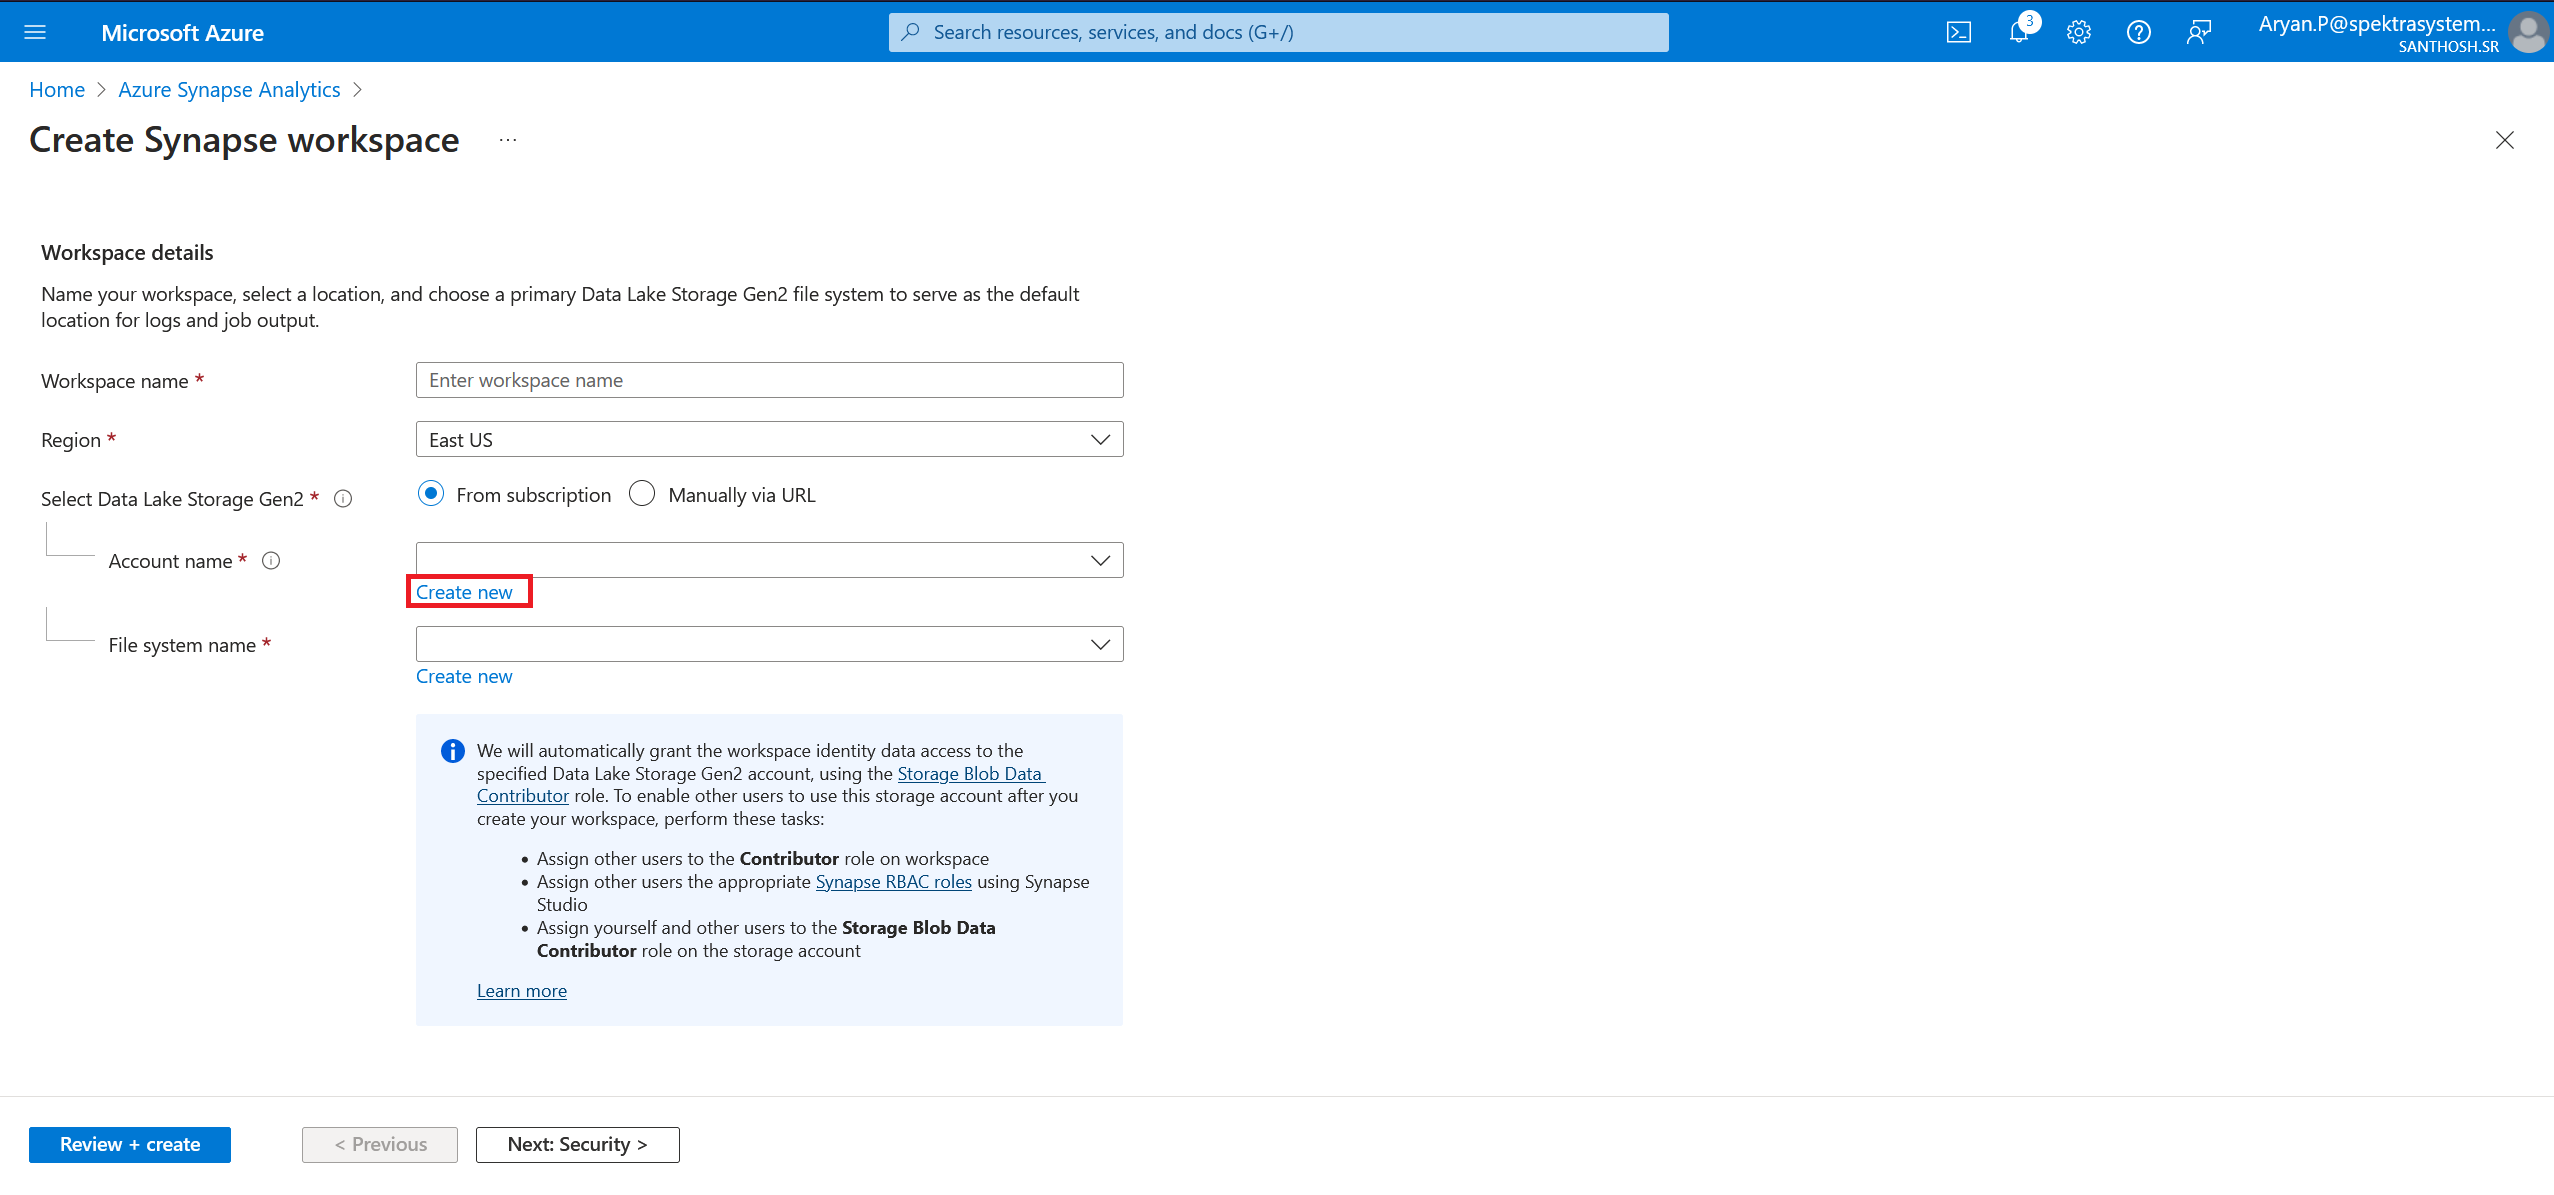 Microsoft Azure
Search resources, services, and docs (G+/)
3
Aryan.P@spektrasystem...
SANTHOSH.SR
Home > Azure Synapse Analytics >
Create Synapse workspace ...
Workspace details
Name your workspace, select a location, and choose a primary Data Lake Storage Gen2 file system to serve as the default
location for logs and job output.
Workspace name *
Enter workspace name
Region *
East US
Select Data Lake Storage Gen2 *
From subscription
Manually via URL
Account name *
Create new
File system name *
Create new
We will automatically grant the workspace identity data access to the
specified Data Lake Storage Gen2 account, using the Storage Blob Data
Contributor role. To enable other users to use this storage account after you
create your workspace, perform these tasks:
• Assign other users to the Contributor role on workspace
• Assign other users the appropriate Synapse RBAC roles using Synapse
Studio
• Assign yourself and other users to the Storage Blob Data
Contributor role on the storage account
Learn more
Review + create
< Previous
Next: Security >